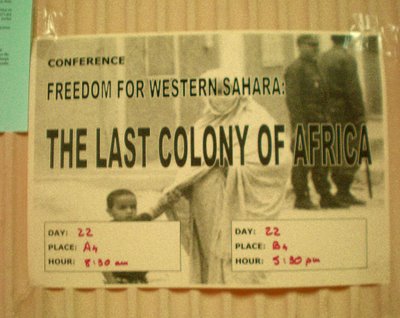 CONFERENCE
FREEDOM FOR WESTERN SAHARA:
THE LAST COLONY OF AFRICA
DAY: 22
PLACE: A4
HOUR: 8:30 am
DAY: 22
PLACE: B4
HOUR: 5:30 pm